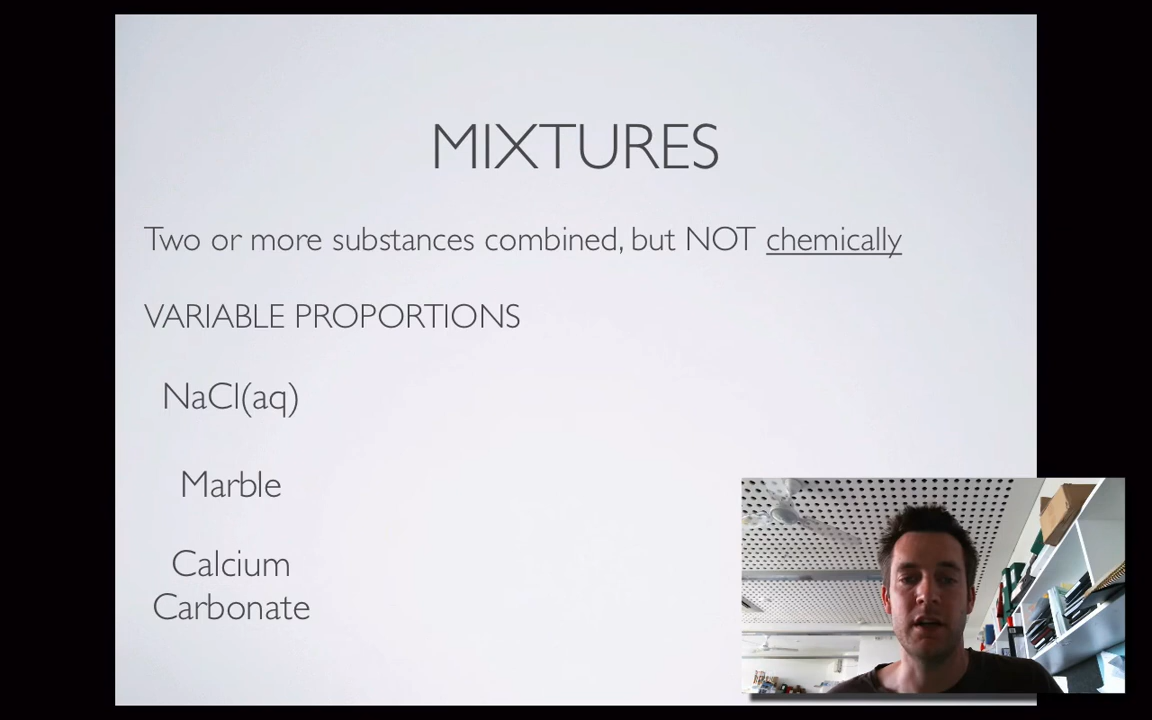 MIXTURES
Two or more substances combined, but NOT chemically
VARIABLE PROPORTIONS
NaCl(aq)
Marble
Calcium
Carbonate